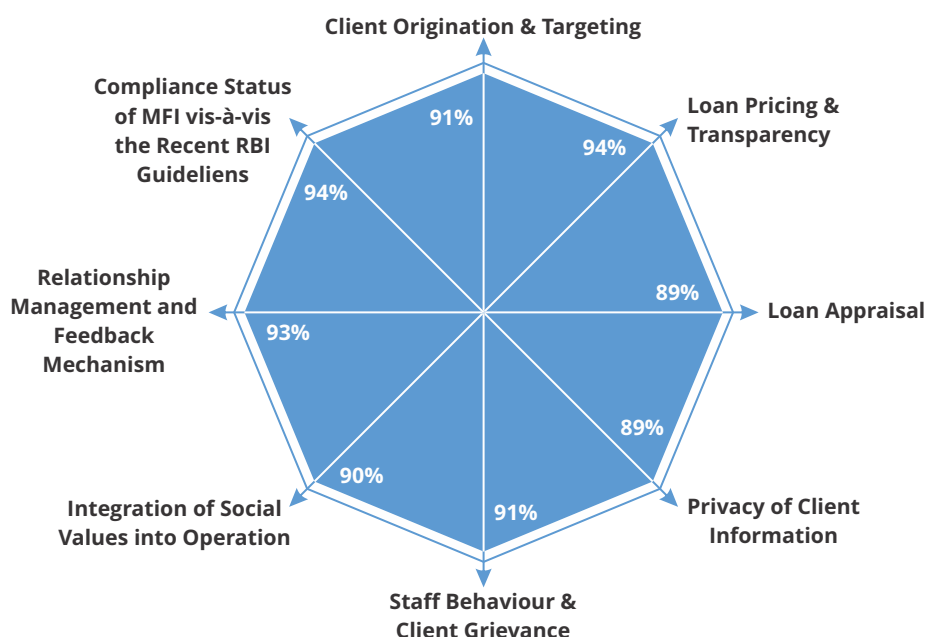 Client Origination & Targeting
91%
Loan Pricing &
Transparency
94%
Loan Appraisal
89%
Privacy of Client
Information
89%
Staff Behaviour &
Client Grievance
91%
Integration of Social
Values into Operation
90%
Relationship
Management and
Feedback
Mechanism
93%
Compliance Status
of MFI vis-à-vis
the Recent RBI
Guideliens
94%